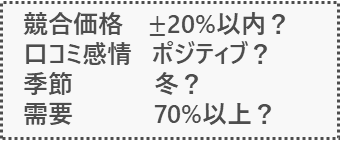 競合価格　±20%以内？
口コミ感情　ポジティブ？
季節　冬？
需要　70%以上？